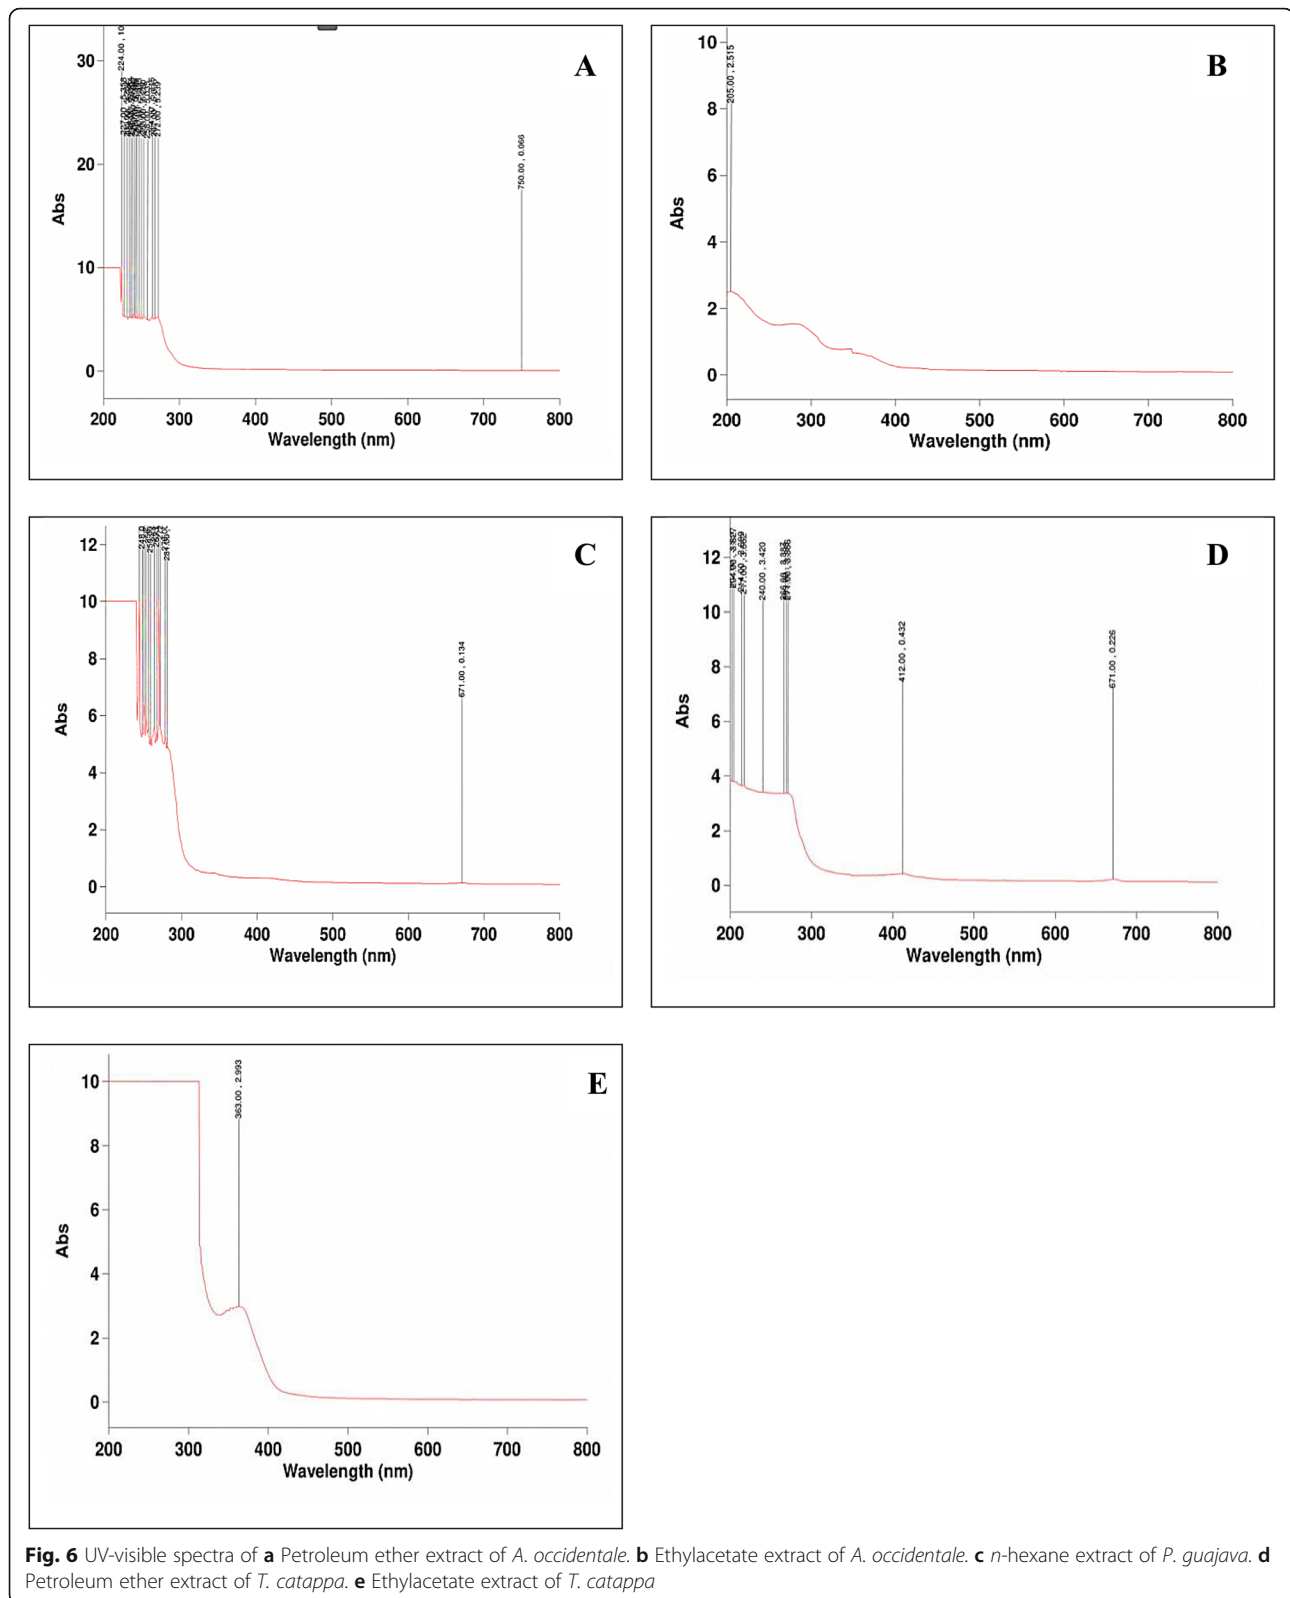 A
30
20
10
0
Abs
224.00 , 10
272.00 , 5.239
750.00 , 0.066
200 300 400 500 600 700 800
Wavelength (nm)
B
10
8
6
4
2
0
Abs
205.00 , 2.515
200 300 400 500 600 700 800
Wavelength (nm)
C
12
10
8
6
4
2
0
Abs
671.00 , 0.134
200 300 400 500 600 700 800
Wavelength (nm)
D
12
10
8
6
4
2
0
Abs
240.00 , 3.420
412.00 , 0.432
671.00 , 0.226
200 300 400 500 600 700 800
Wavelength (nm)
E
10
8
6
4
2
0
Abs
363.00 , 2.993
200 300 400 500 600 700 800
Wavelength (nm)
Fig. 6 UV-visible spectra of a Petroleum ether extract of A. occidentale. b Ethylacetate extract of A. occidentale. c n-hexane extract of P. guajava. d
Petroleum ether extract of T. catappa. e Ethylacetate extract of T. catappa